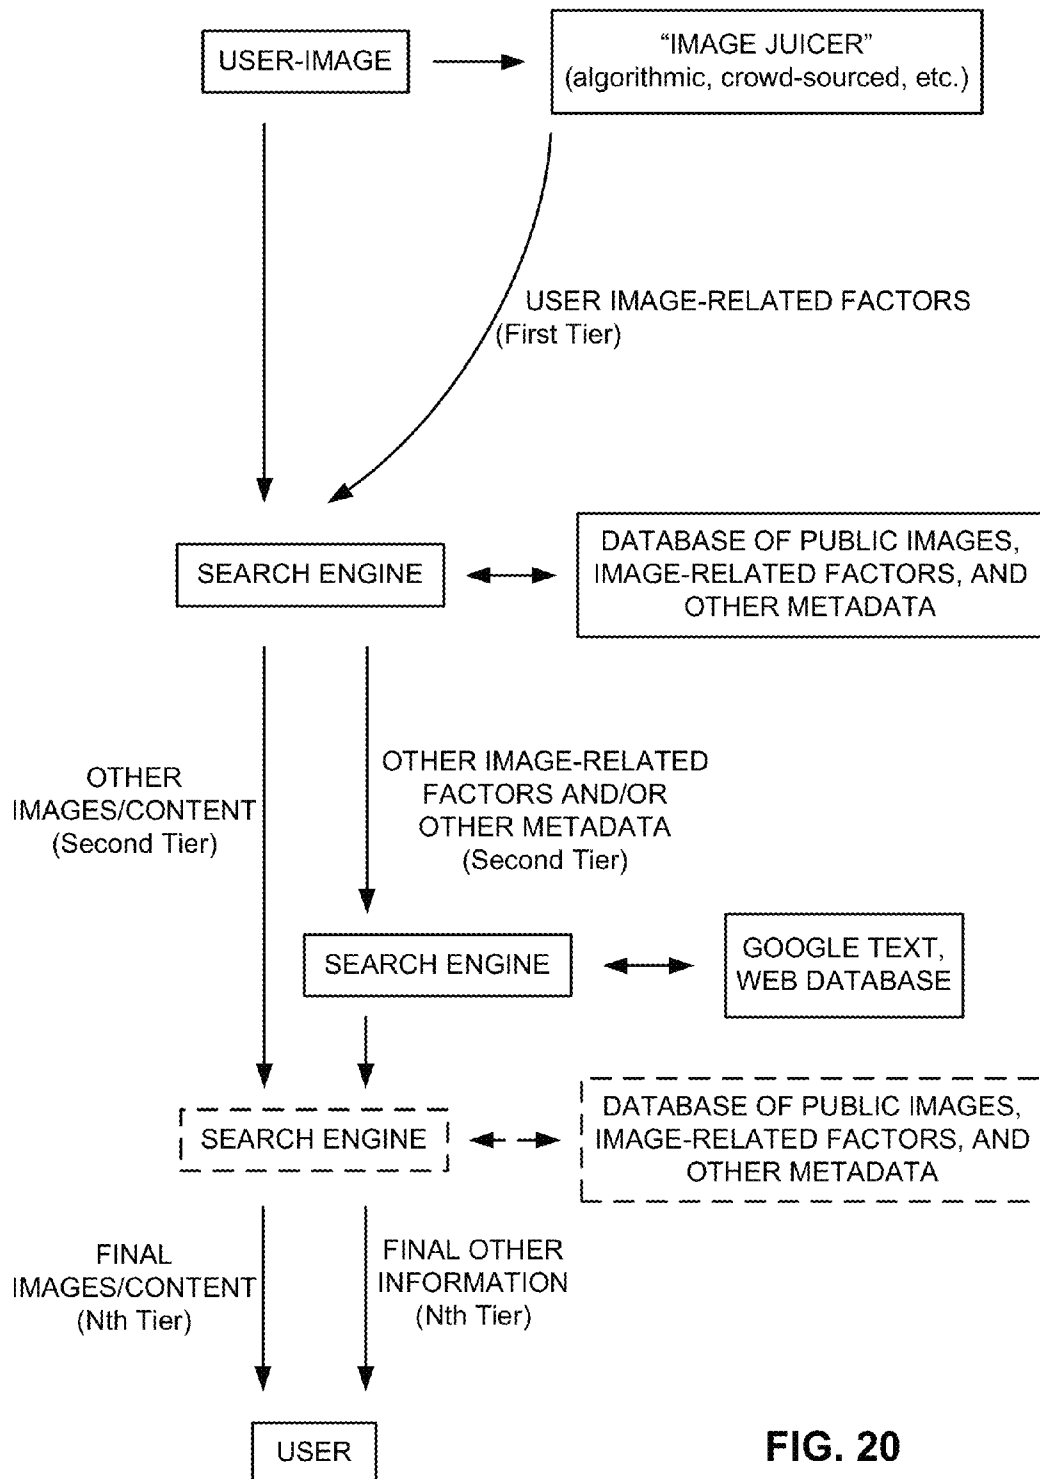 USER-IMAGE
“IMAGE JUICER”
(algorithmic, crowd-sourced, etc.)
USER IMAGE-RELATED FACTORS
(First Tier)
SEARCH ENGINE
DATABASE OF PUBLIC IMAGES,
IMAGE-RELATED FACTORS, AND
OTHER METADATA
OTHER
IMAGES/CONTENT
(Second Tier)
OTHER IMAGE-RELATED
FACTORS AND/OR
OTHER METADATA
(Second Tier)
SEARCH ENGINE
GOOGLE TEXT,
WEB DATABASE
SEARCH ENGINE
DATABASE OF PUBLIC IMAGES,
IMAGE-RELATED FACTORS, AND
OTHER METADATA
FINAL
IMAGES/CONTENT
(Nth Tier)
FINAL OTHER
INFORMATION
(Nth Tier)
USER
FIG. 20